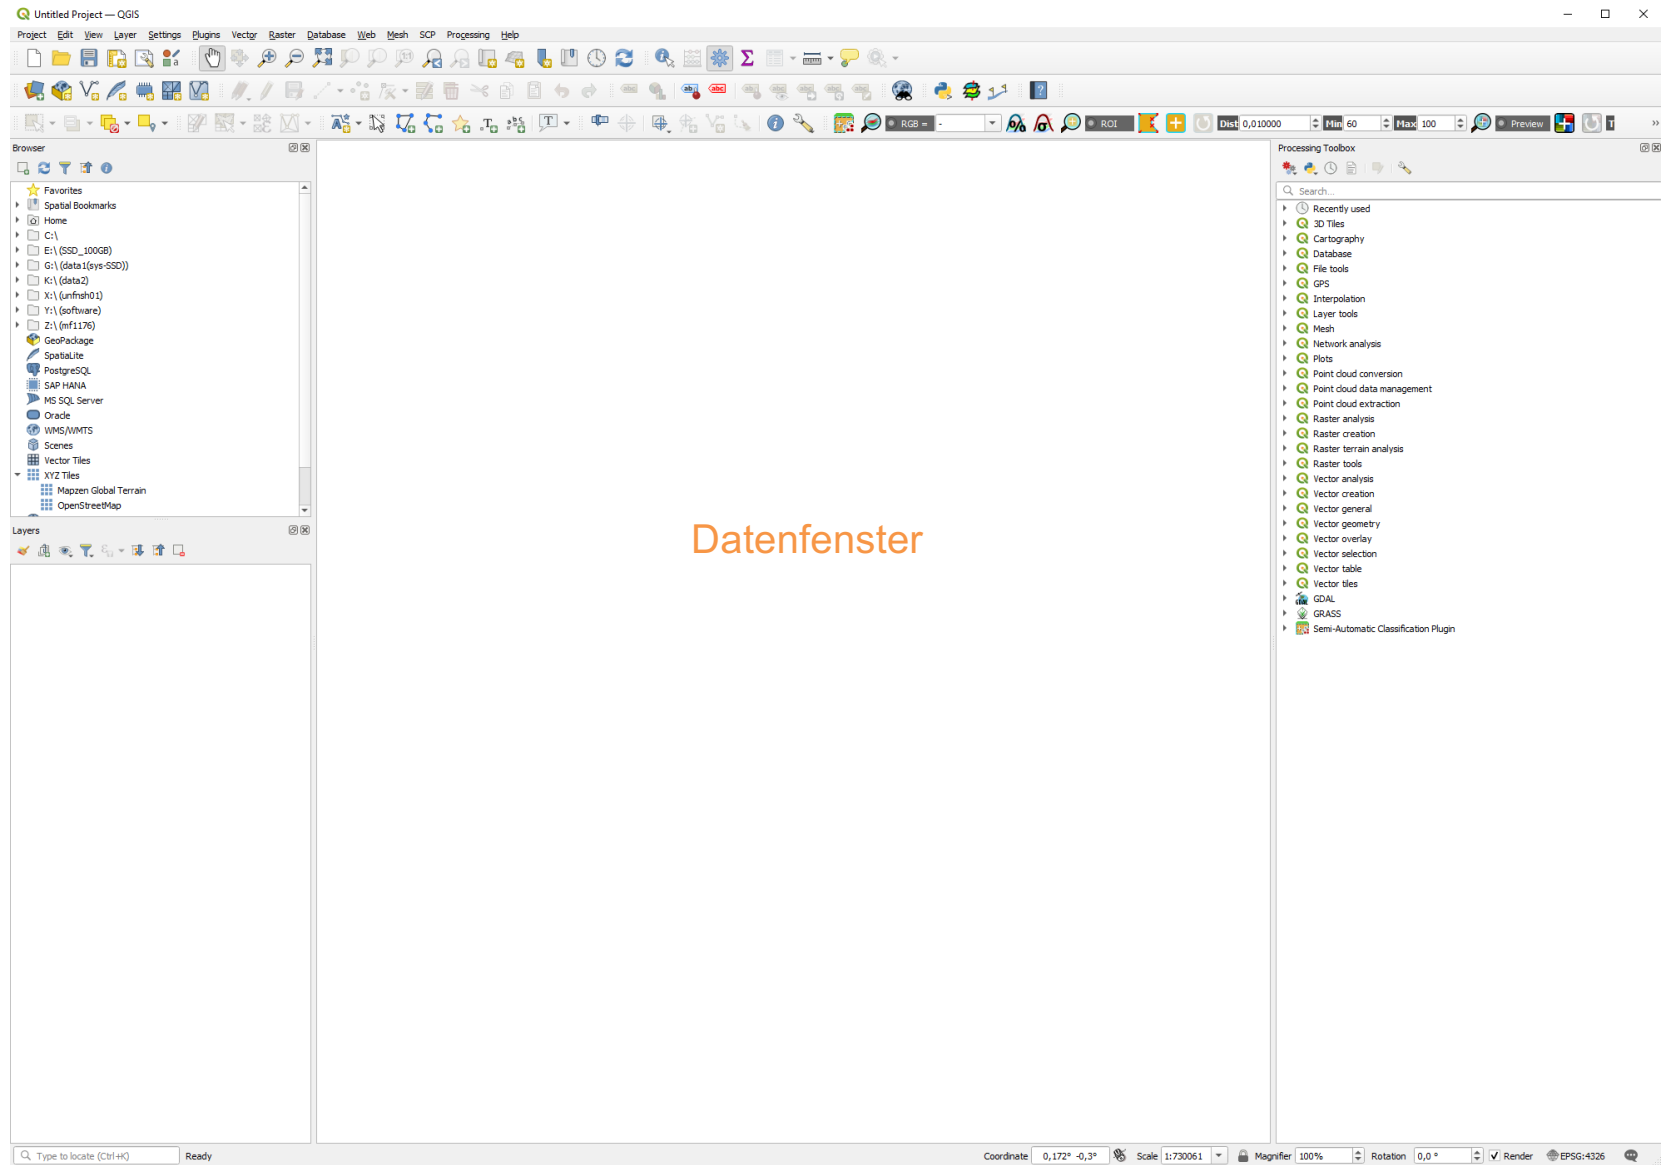 Untitled Project — QGIS
Project Edit View Layer Settings Plugins Vector Raster Database Web Mesh SCP Processing Help
RGB = - ROI Dist 0,010000 Min 60 Max 100 Preview T
Browser
Favorites
Spatial Bookmarks
Home
C:\
E:\ (SSD_100GB)
G:\ (data1(sys-SSD))
K:\ (data2)
X:\ (unfnsh01)
Y:\ (software)
Z:\ (mf1176)
GeoPackage
SpatiaLite
PostgreSQL
SAP HANA
MS SQL Server
Oracle
WMS/WMTS
Scenes
Vector Tiles
XYZ Tiles
Mapzen Global Terrain
OpenStreetMap
Layers
Datenfenster
Processing Toolbox
Search...
Recently used
3D Tiles
Cartography
Database
File tools
GPS
Interpolation
Layer tools
Mesh
Network analysis
Plots
Point cloud conversion
Point cloud data management
Point cloud extraction
Raster analysis
Raster creation
Raster terrain analysis
Raster tools
Vector analysis
Vector creation
Vector general
Vector geometry
Vector overlay
Vector selection
Vector table
Vector tiles
GDAL
GRASS
Semi-Automatic Classification Plugin
Type to locate (Ctrl+K) Ready Coordinate 0,172° -0,3° Scale 1:730061 Magnifier 100% Rotation 0,0 ° Render EPSG:4326